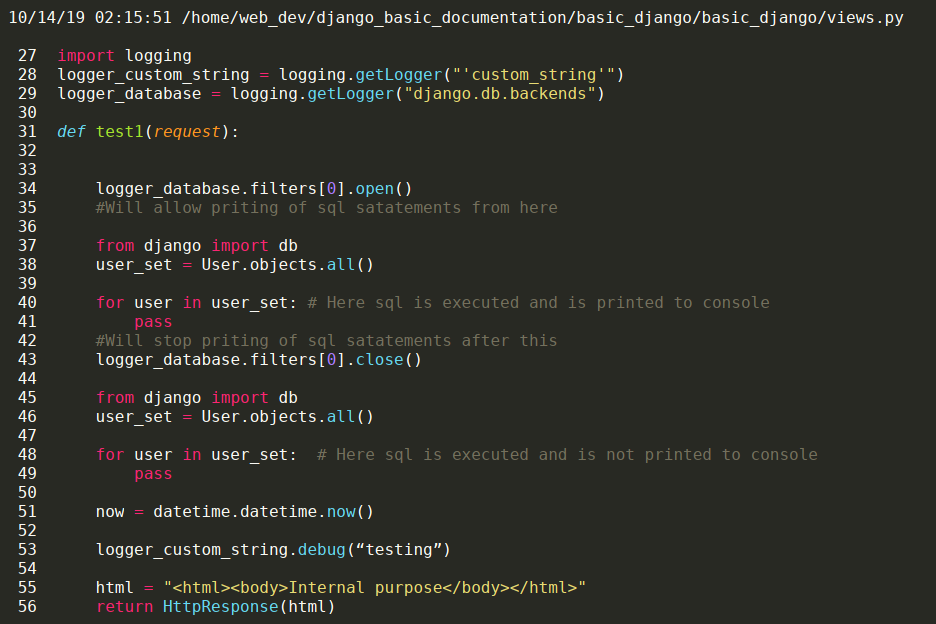 10/14/19 02:15:51 /home/web_dev/django_basic_documentation/basic_django/basic_django/views.py
27 import logging
28 logger_custom_string = logging.getLogger("'custom_string'")
29 logger_database = logging.getLogger("django.db.backends")
30
31 def test1(request):
32
33
34     logger_database.filters[0].open()
35     #Will allow priting of sql satatements from here
36
37     from django import db
38     user_set = User.objects.all()
39
40     for user in user_set: # Here sql is executed and is printed to console
41         pass
42     #Will stop priting of sql satatements after this
43     logger_database.filters[0].close()
44
45     from django import db
46     user_set = User.objects.all()
47
48     for user in user_set:  # Here sql is executed and is not printed to console
49         pass
50
51     now = datetime.datetime.now()
52
53     logger_custom_string.debug(“testing”)
54
55     html = "<html><body>Internal purpose</body></html>"
56     return HttpResponse(html)